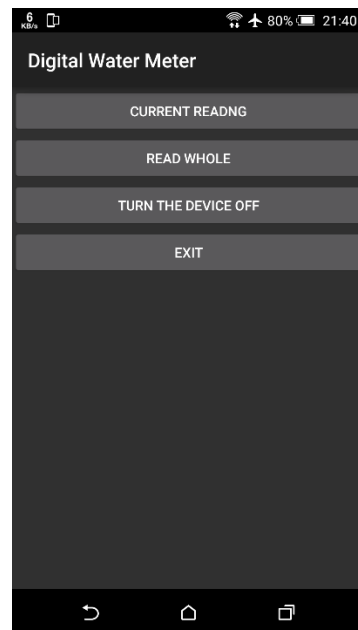 6
KB/s 80% 21:40
Digital Water Meter
CURRENT READNG
READ WHOLE
TURN THE DEVICE OFF
EXIT